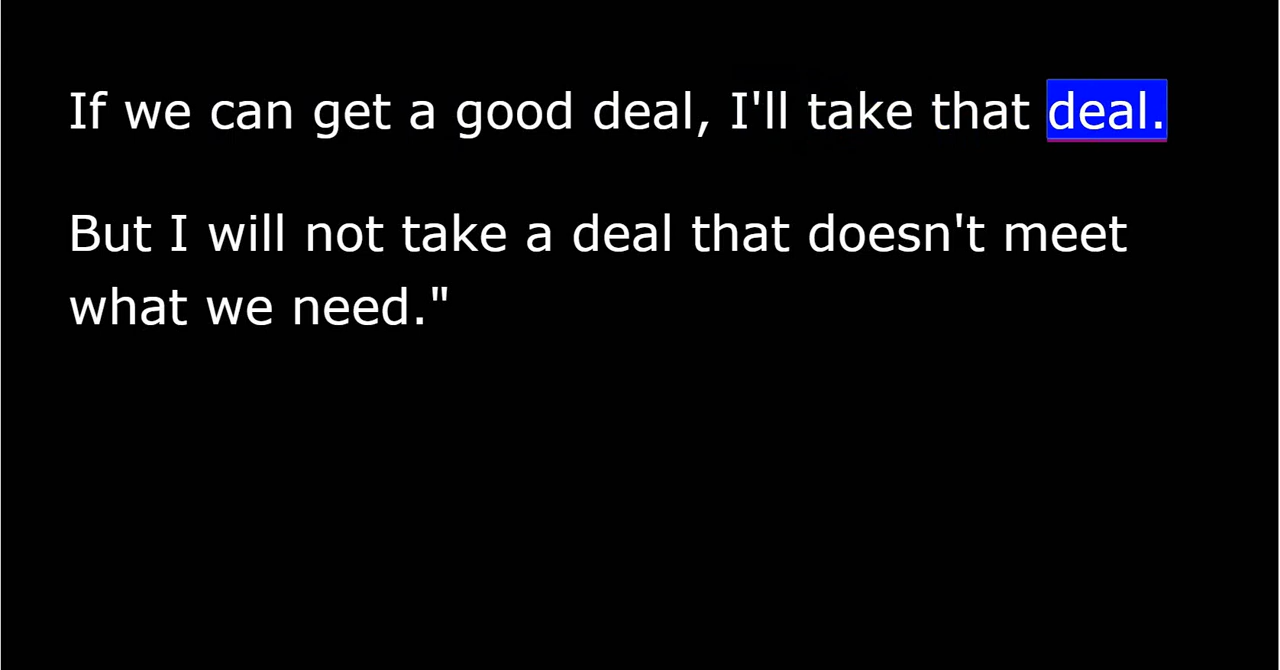 If we can get a good deal, I'll take that deal.
But I will not take a deal that doesn't meet
what we need."